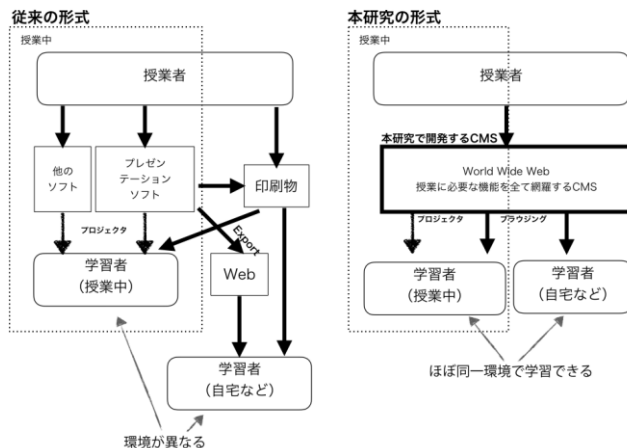 従来の形式
授業中
授業者
他の
ソフト
プレゼン
テーション
ソフト
印刷物
プロジェクタ
Export
学習者
（授業中）
Web
学習者
（自宅など）
環境が異なる
本研究の形式
授業中
授業者
本研究で開発するCMS
World Wide Web
授業に必要な機能を全て網羅するCMS
プロジェクタ
ブラウジング
学習者
（授業中）
学習者
（自宅など）
ほぼ同一環境で学習できる